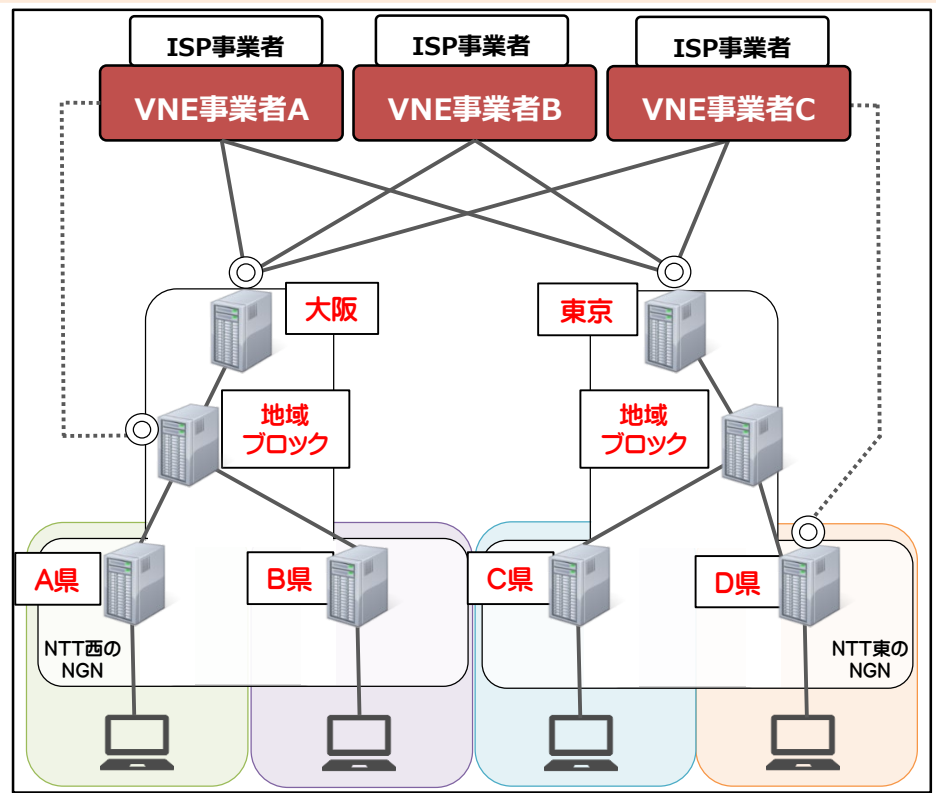 ISP事業者
ISP事業者
ISP事業者
VNE事業者A
VNE事業者B
VNE事業者C
大阪
東京
地域
ブロック
地域
ブロック
A県
B県
C県
D県
NTT西の
NGN
NTT東の
NGN